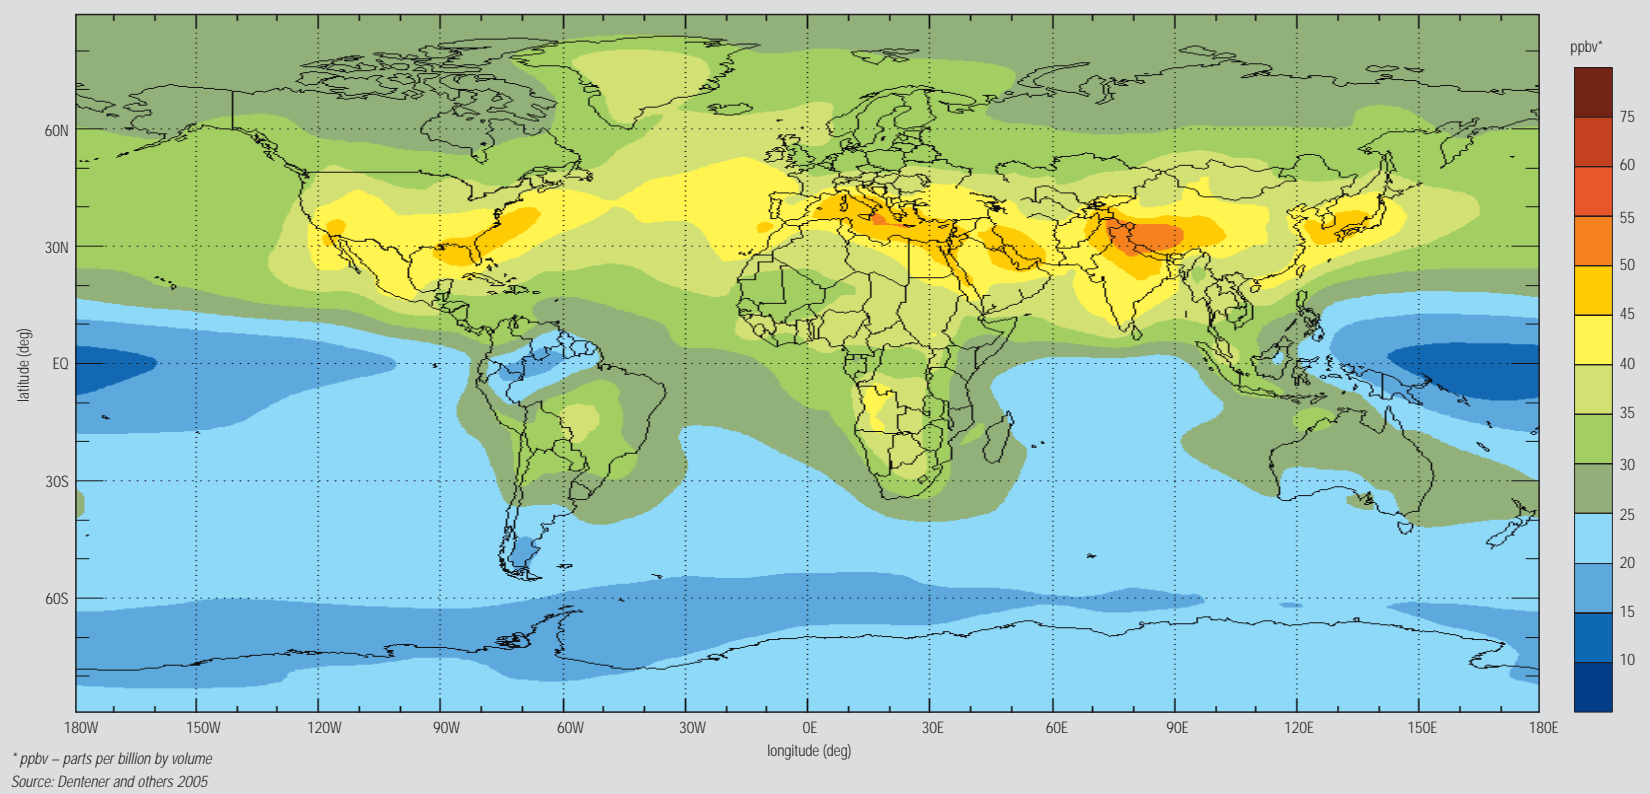 ppbv*
75
60
55
50
45
40
35
30
25
20
15
10
60N
30N
EQ
30S
60S
latitude (deg)
180W 150W 120W 90W 60W 30W 0E 30E 60E 90E 120E 150E 180E
longitude (deg)
* ppbv – parts per billion by volume
Source: Dentener and others 2005